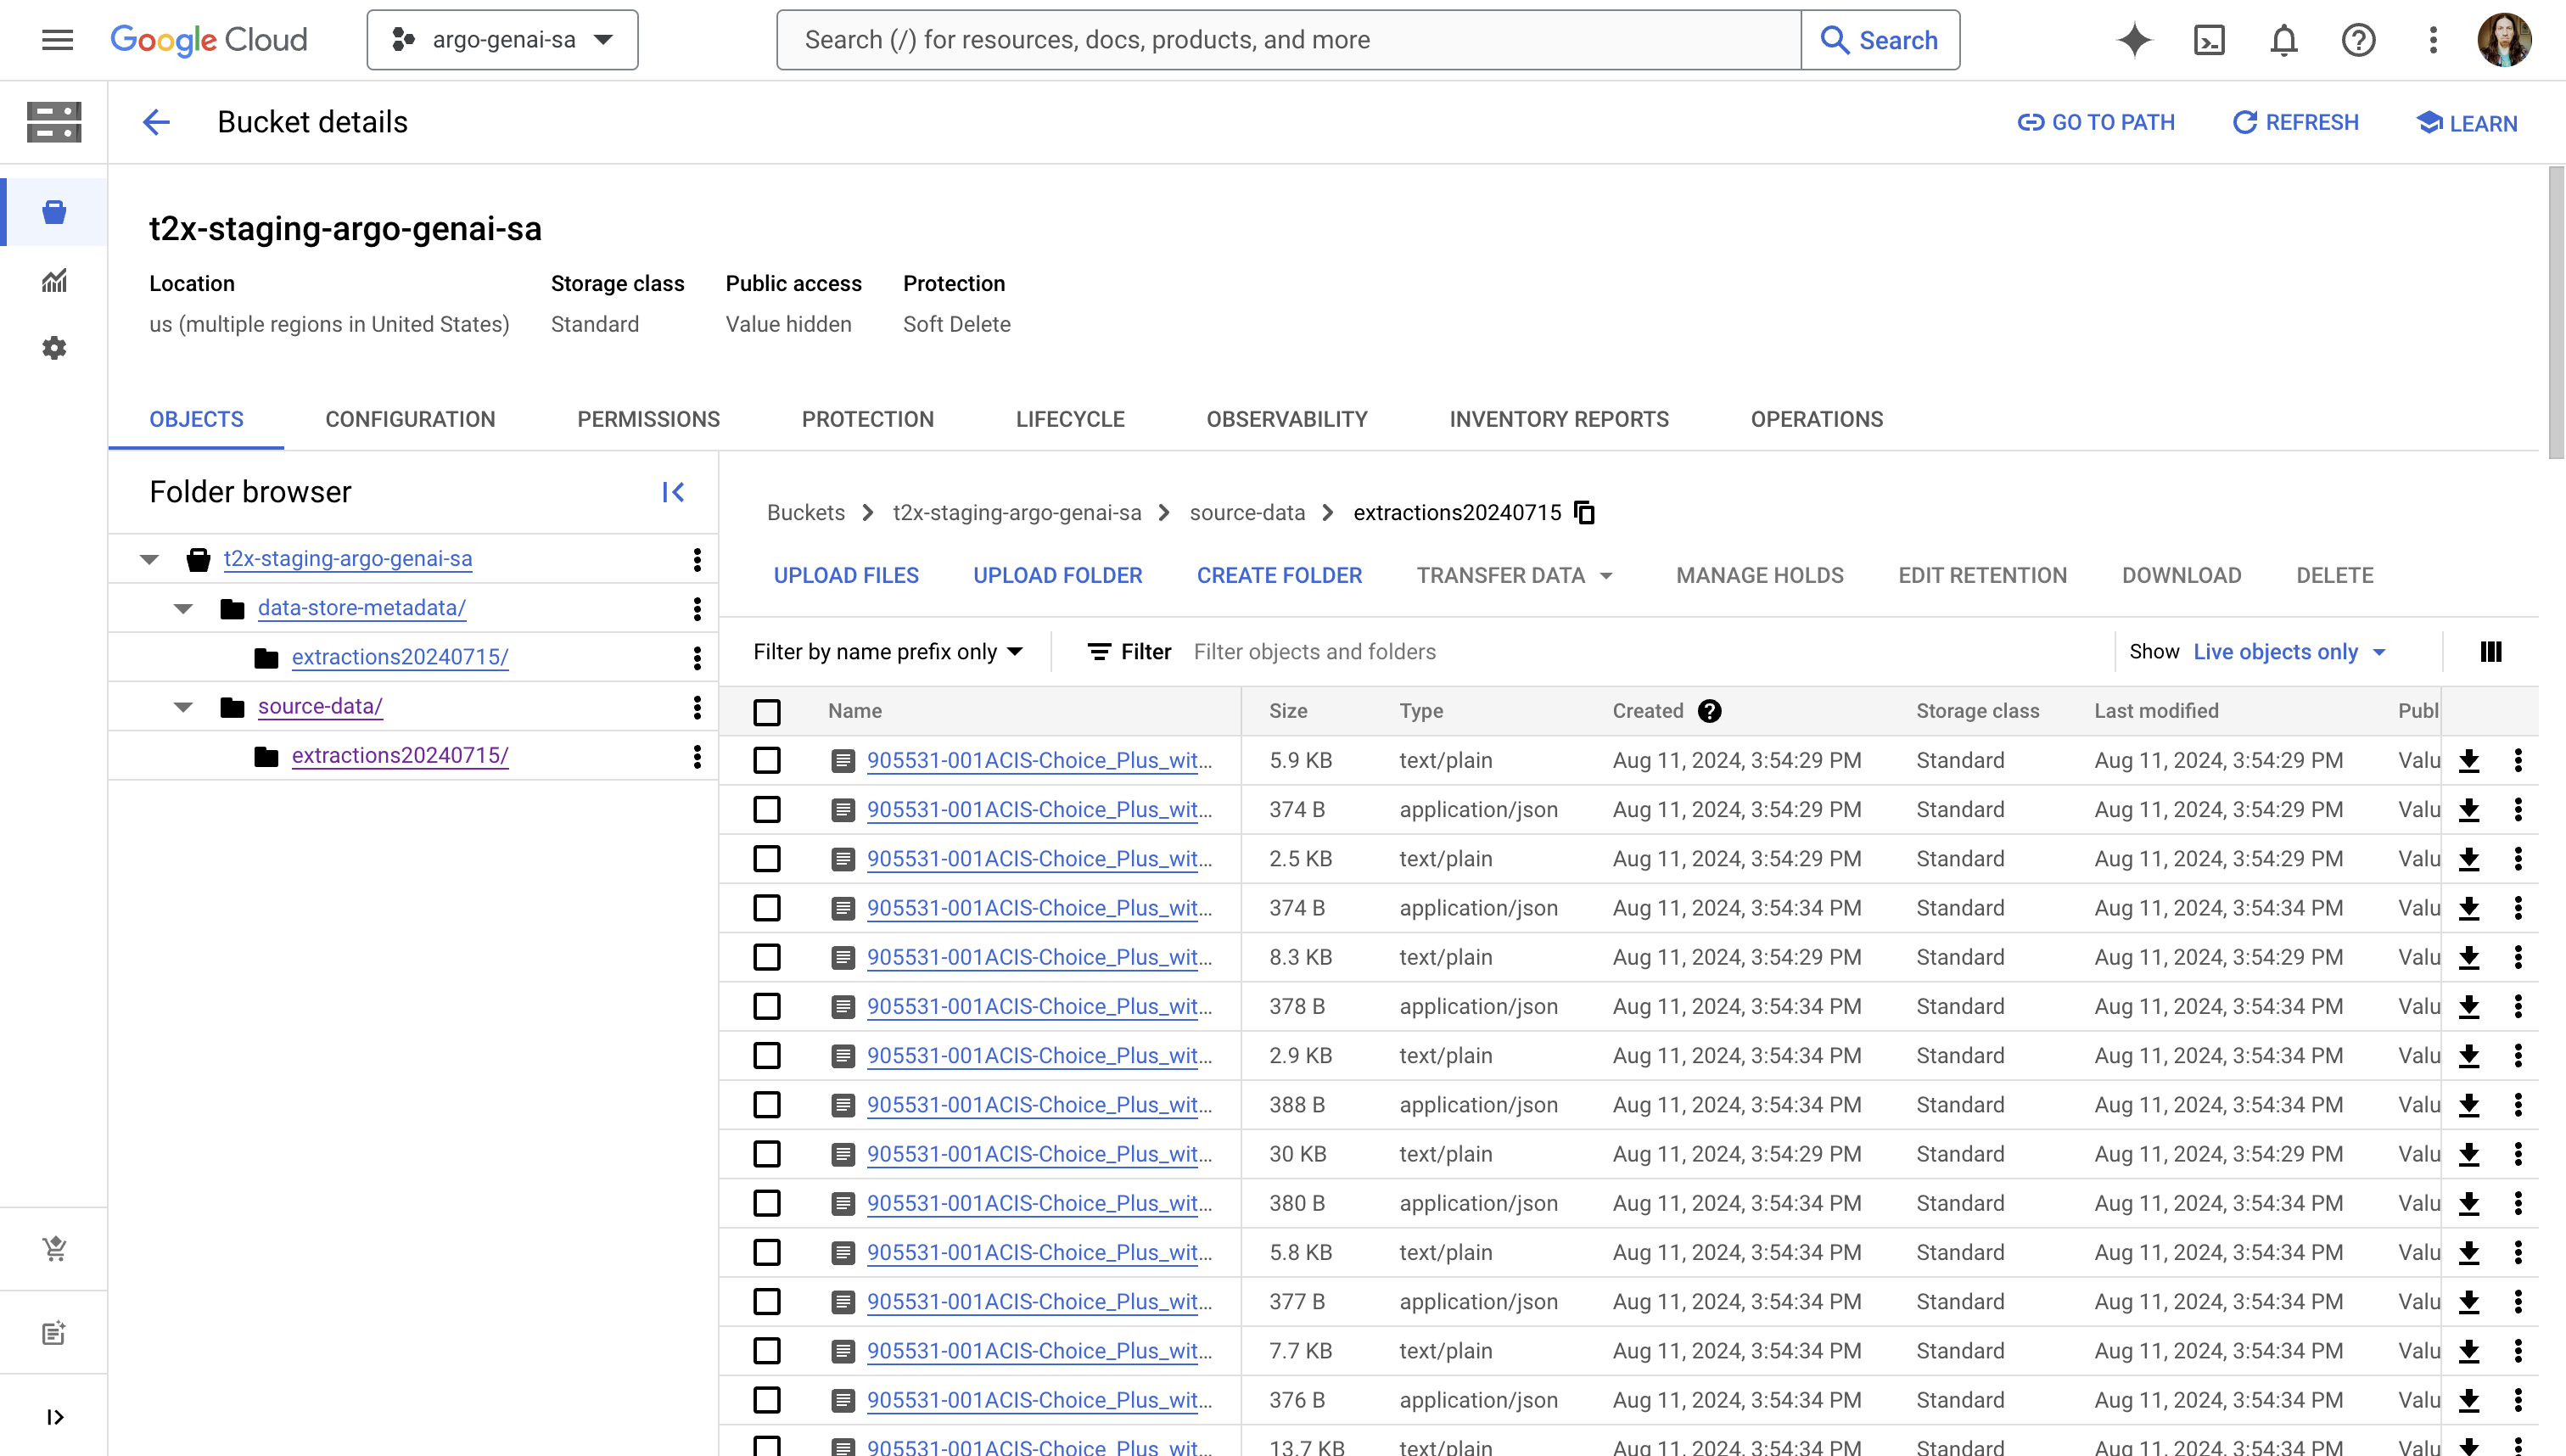 Google Cloud
argo-genai-sa
Search (/) for resources, docs, products, and more
Search
Bucket details
GO TO PATH
REFRESH
LEARN
t2x-staging-argo-genai-sa
Location Storage class Public access Protection
us (multiple regions in United States) Standard Value hidden Soft Delete
OBJECTS CONFIGURATION PERMISSIONS PROTECTION LIFECYCLE OBSERVABILITY INVENTORY REPORTS OPERATIONS
Folder browser
t2x-staging-argo-genai-sa
data-store-metadata/
extractions20240715/
source-data/
extractions20240715/
Buckets t2x-staging-argo-genai-sa source-data extractions20240715
UPLOAD FILES UPLOAD FOLDER CREATE FOLDER TRANSFER DATA MANAGE HOLDS EDIT RETENTION DOWNLOAD DELETE
Filter by name prefix only Filter Filter objects and folders Show Live objects only
Name Size Type Created Storage class Last modified Publ
905531-001ACIS-Choice_Plus_wit... 5.9 KB text/plain Aug 11, 2024, 3:54:29 PM Standard Aug 11, 2024, 3:54:29 PM Valu
905531-001ACIS-Choice_Plus_wit... 374 B application/json Aug 11, 2024, 3:54:29 PM Standard Aug 11, 2024, 3:54:29 PM Valu
905531-001ACIS-Choice_Plus_wit... 2.5 KB text/plain Aug 11, 2024, 3:54:29 PM Standard Aug 11, 2024, 3:54:29 PM Valu
905531-001ACIS-Choice_Plus_wit... 374 B application/json Aug 11, 2024, 3:54:34 PM Standard Aug 11, 2024, 3:54:34 PM Valu
905531-001ACIS-Choice_Plus_wit... 8.3 KB text/plain Aug 11, 2024, 3:54:29 PM Standard Aug 11, 2024, 3:54:29 PM Valu
905531-001ACIS-Choice_Plus_wit... 378 B application/json Aug 11, 2024, 3:54:34 PM Standard Aug 11, 2024, 3:54:34 PM Valu
905531-001ACIS-Choice_Plus_wit... 2.9 KB text/plain Aug 11, 2024, 3:54:34 PM Standard Aug 11, 2024, 3:54:34 PM Valu
905531-001ACIS-Choice_Plus_wit... 388 B application/json Aug 11, 2024, 3:54:34 PM Standard Aug 11, 2024, 3:54:34 PM Valu
905531-001ACIS-Choice_Plus_wit... 30 KB text/plain Aug 11, 2024, 3:54:29 PM Standard Aug 11, 2024, 3:54:29 PM Valu
905531-001ACIS-Choice_Plus_wit... 380 B application/json Aug 11, 2024, 3:54:34 PM Standard Aug 11, 2024, 3:54:34 PM Valu
905531-001ACIS-Choice_Plus_wit... 5.8 KB text/plain Aug 11, 2024, 3:54:34 PM Standard Aug 11, 2024, 3:54:34 PM Valu
905531-001ACIS-Choice_Plus_wit... 377 B application/json Aug 11, 2024, 3:54:34 PM Standard Aug 11, 2024, 3:54:34 PM Valu
905531-001ACIS-Choice_Plus_wit... 7.7 KB text/plain Aug 11, 2024, 3:54:34 PM Standard Aug 11, 2024, 3:54:34 PM Valu
905531-001ACIS-Choice_Plus_wit... 376 B application/json Aug 11, 2024, 3:54:34 PM Standard Aug 11, 2024, 3:54:34 PM Valu
905531-001ACIS-Choice_Plus_wit... 13.7 KB text/plain Aug 11, 2024, 3:54:34 PM Standard Aug 11, 2024, 3:54:34 PM Valu